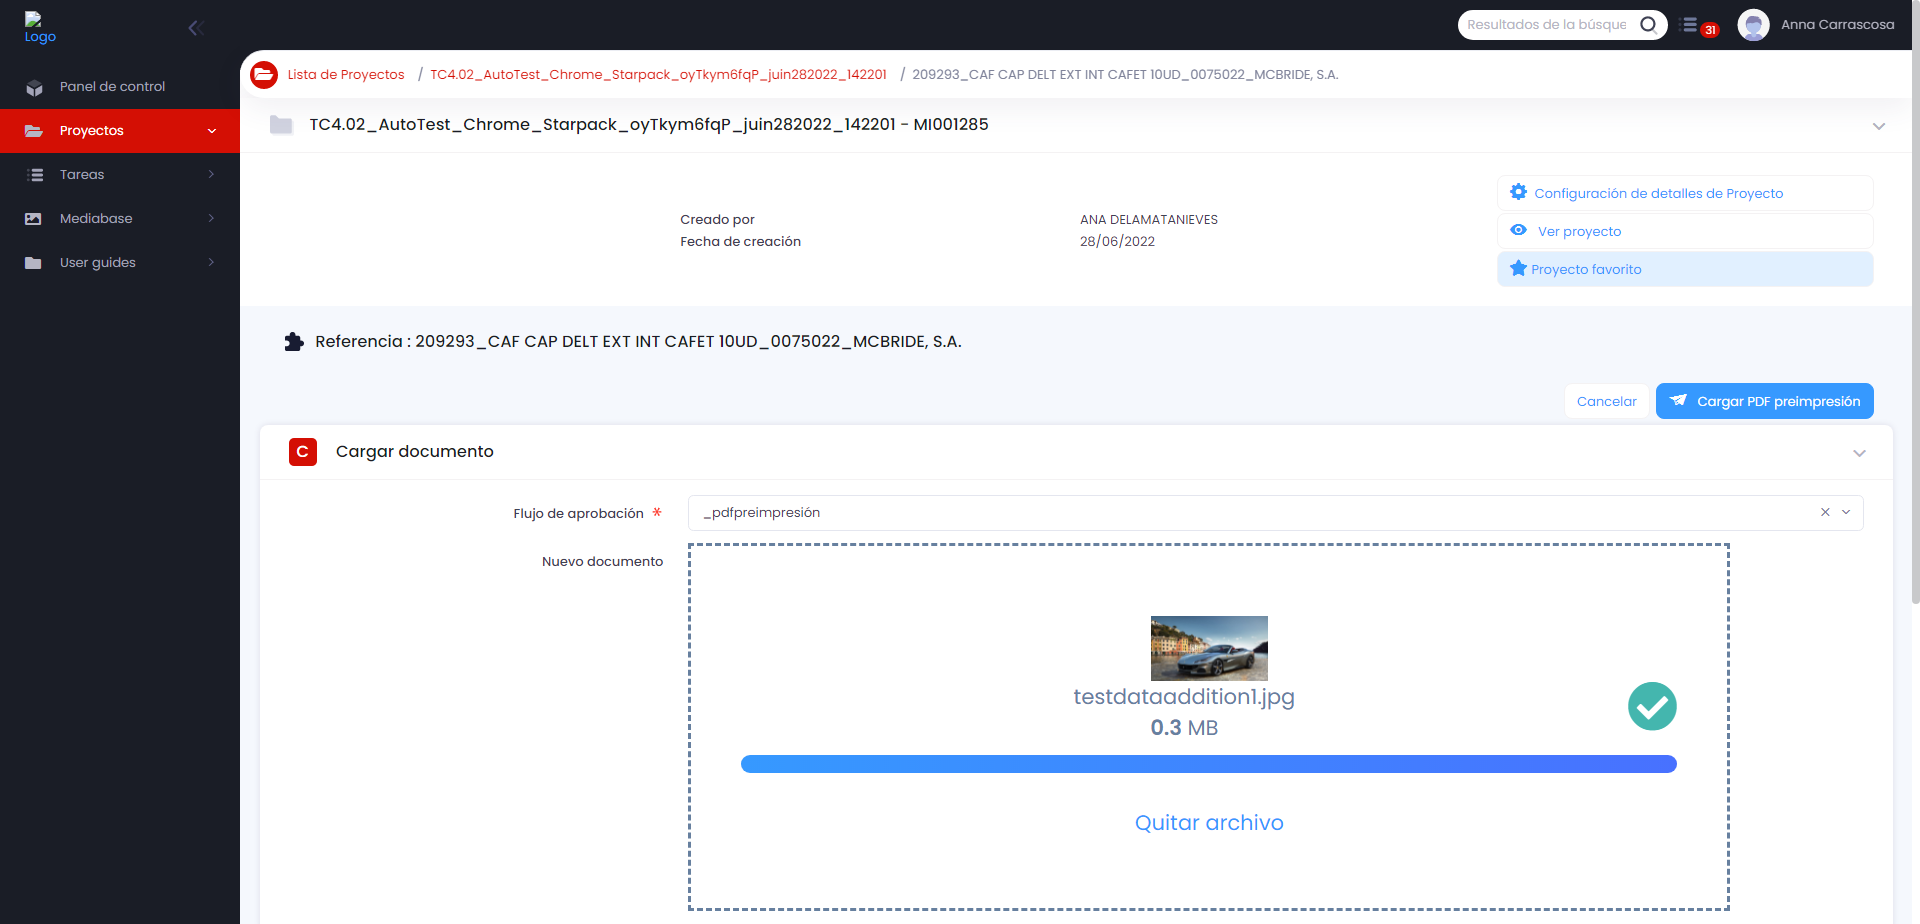 Logo
Resultados de la búsque
31
Anna Carrascosa
Panel de control
Proyectos
Tareas
Mediabase
User guides
Lista de Proyectos / TC4.02_AutoTest_Chrome_Starpack_oyTkym6fqP_juin282022_142201 / 209293_CAF CAP DELT EXT INT CAFET 10UD_0075022_MCBRIDE, S.A.
TC4.02_AutoTest_Chrome_Starpack_oyTkym6fqP_juin282022_142201 - MI001285
Creado por ANA DELAMATANIEVES
Fecha de creación 28/06/2022
Configuración de detalles de Proyecto
Ver proyecto
Proyecto favorito
Referencia : 209293_CAF CAP DELT EXT INT CAFET 10UD_0075022_MCBRIDE, S.A.
Cancelar
Cargar PDF preimpresión
C Cargar documento
Flujo de aprobación * _pdfpreimpresión
Nuevo documento
testdataaddition1.jpg
0.3 MB
Quitar archivo